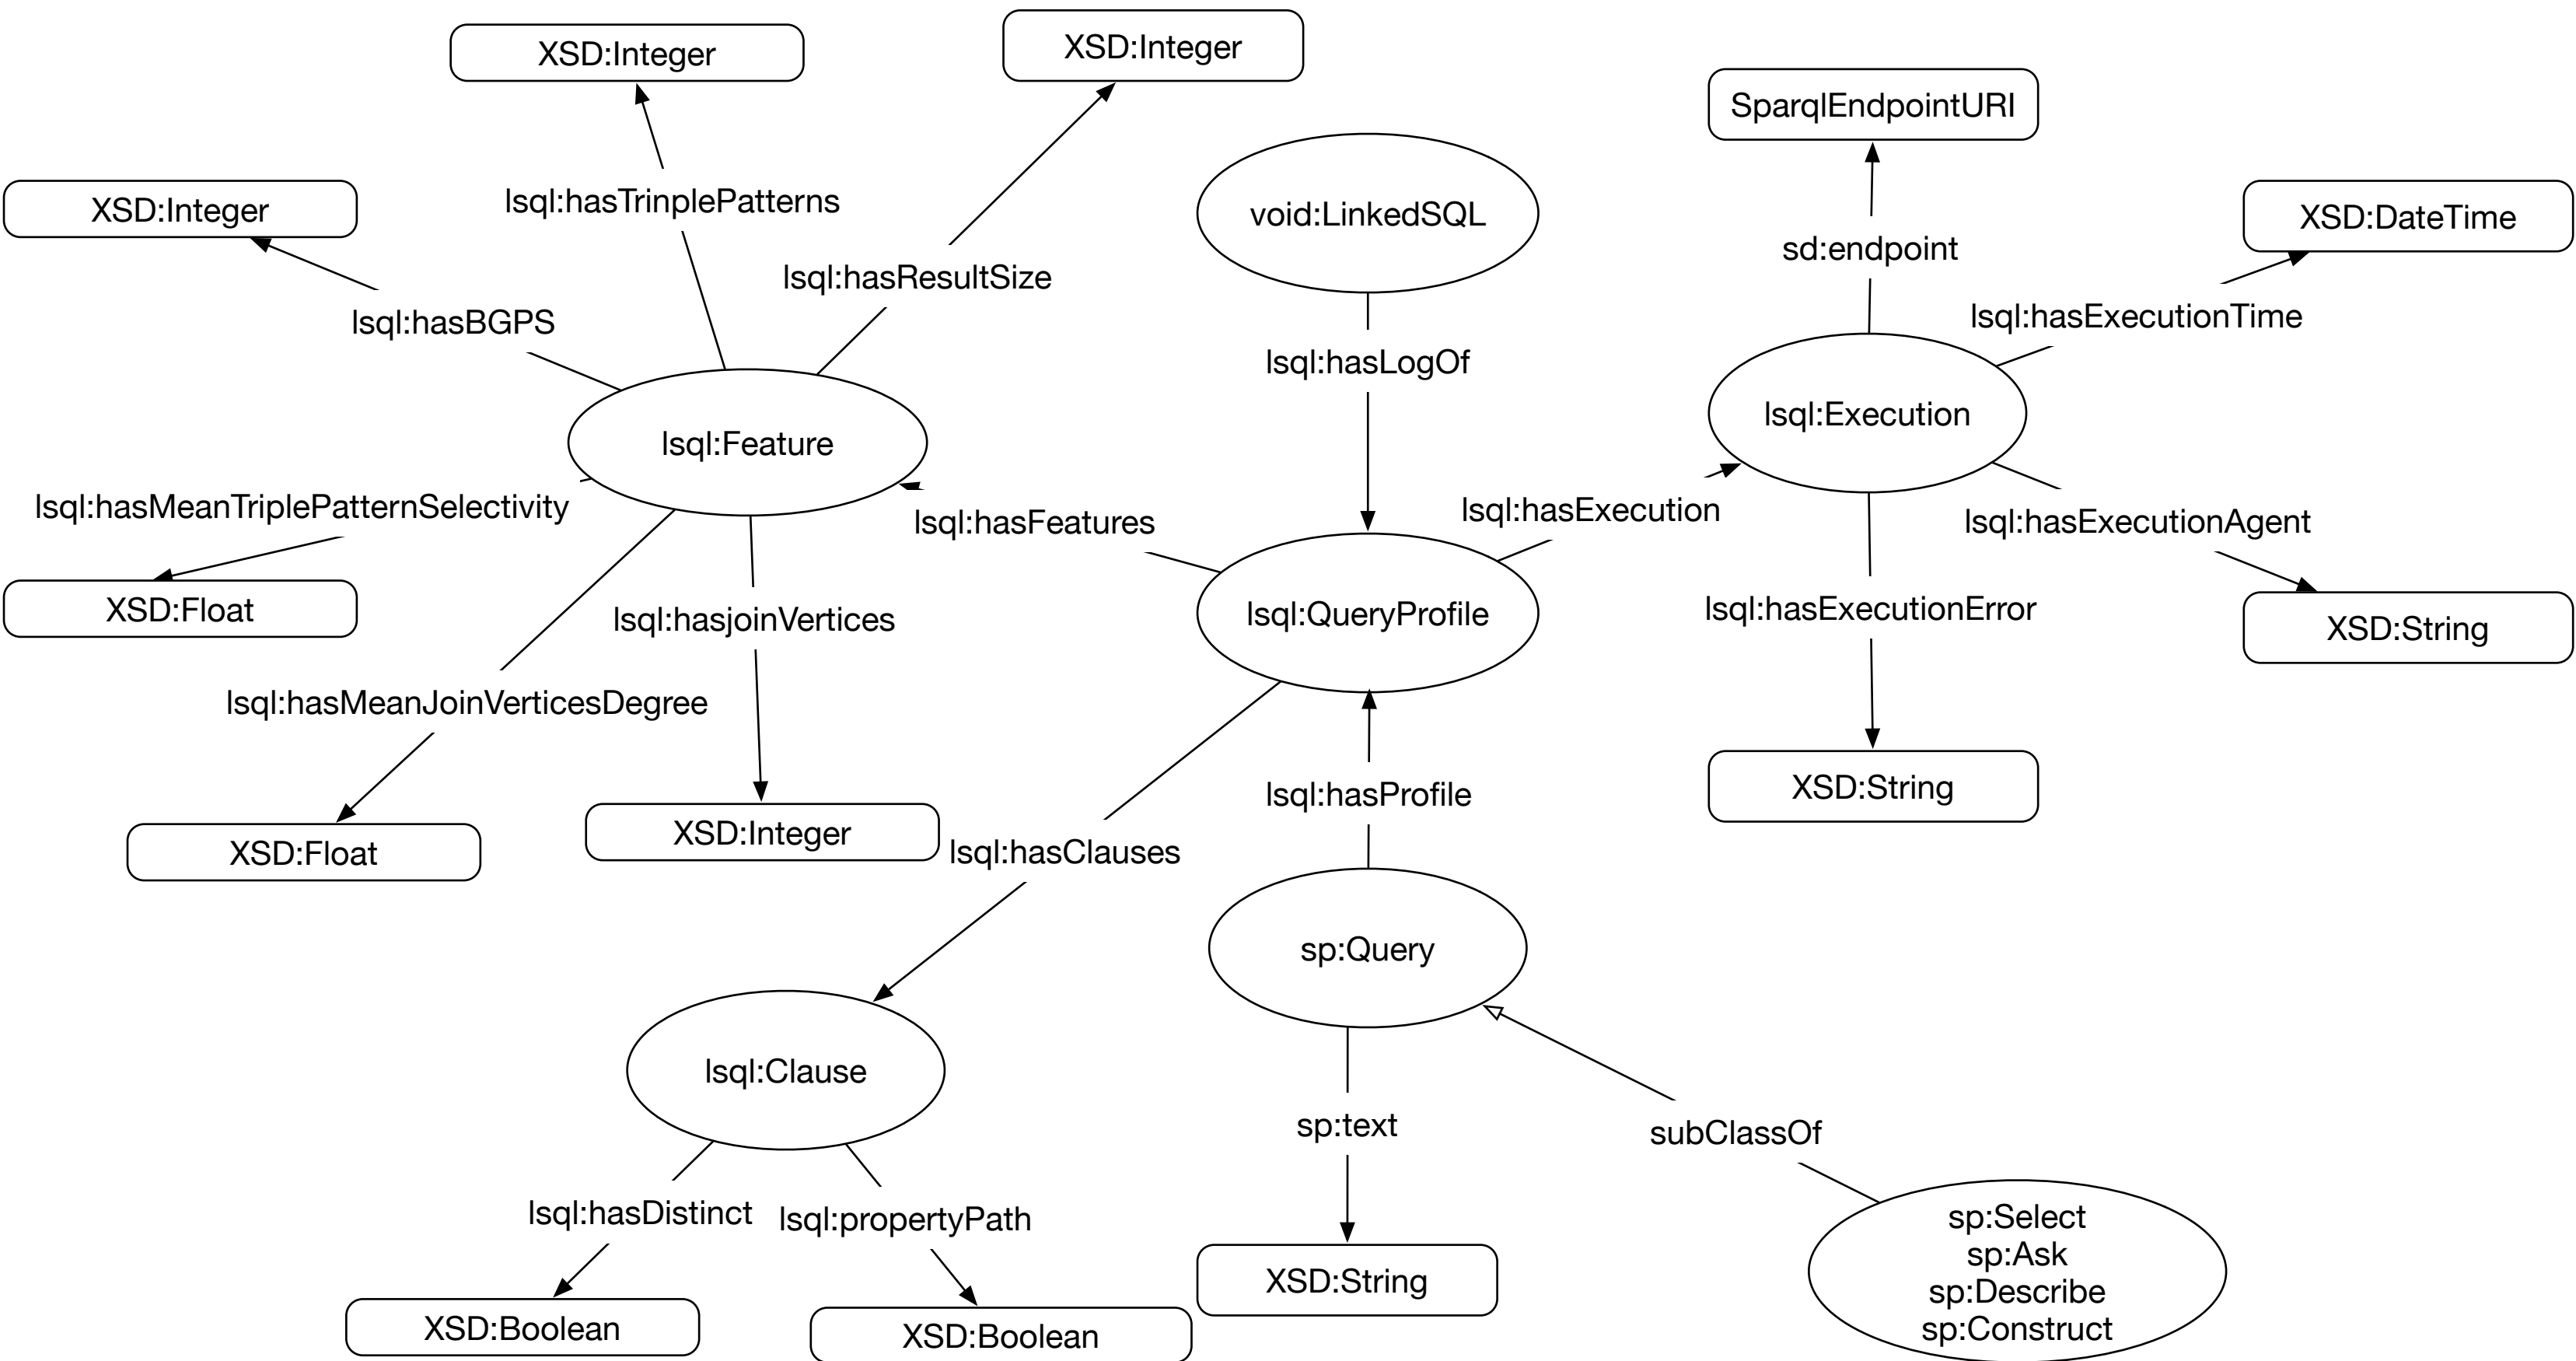 XSD:Integer
XSD:Integer
SparqlEndpointURI
XSD:Integer
lsql:hasTrinplePatterns
void:LinkedSQL
XSD:DateTime
sd:endpoint
lsql:hasResultSize
lsql:hasBGPS
lsql:hasExecutionTime
lsql:hasLogOf
lsql:Feature
lsql:Execution
lsql:hasMeanTriplePatternSelectivity
lsql:hasFeatures
lsql:hasExecution
lsql:hasExecutionAgent
XSD:Float
lsql:hasjoinVertices
lsql:QueryProfile
lsql:hasExecutionError
XSD:String
lsql:hasMeanJoinVerticesDegree
lsql:hasProfile
XSD:String
XSD:Float
XSD:Integer
lsql:hasClauses
sp:Query
lsql:Clause
sp:text
subClassOf
lsql:hasDistinct
lsql:propertyPath
sp:Select
sp:Ask
sp:Describe
sp:Construct
XSD:String
XSD:Boolean
XSD:Boolean